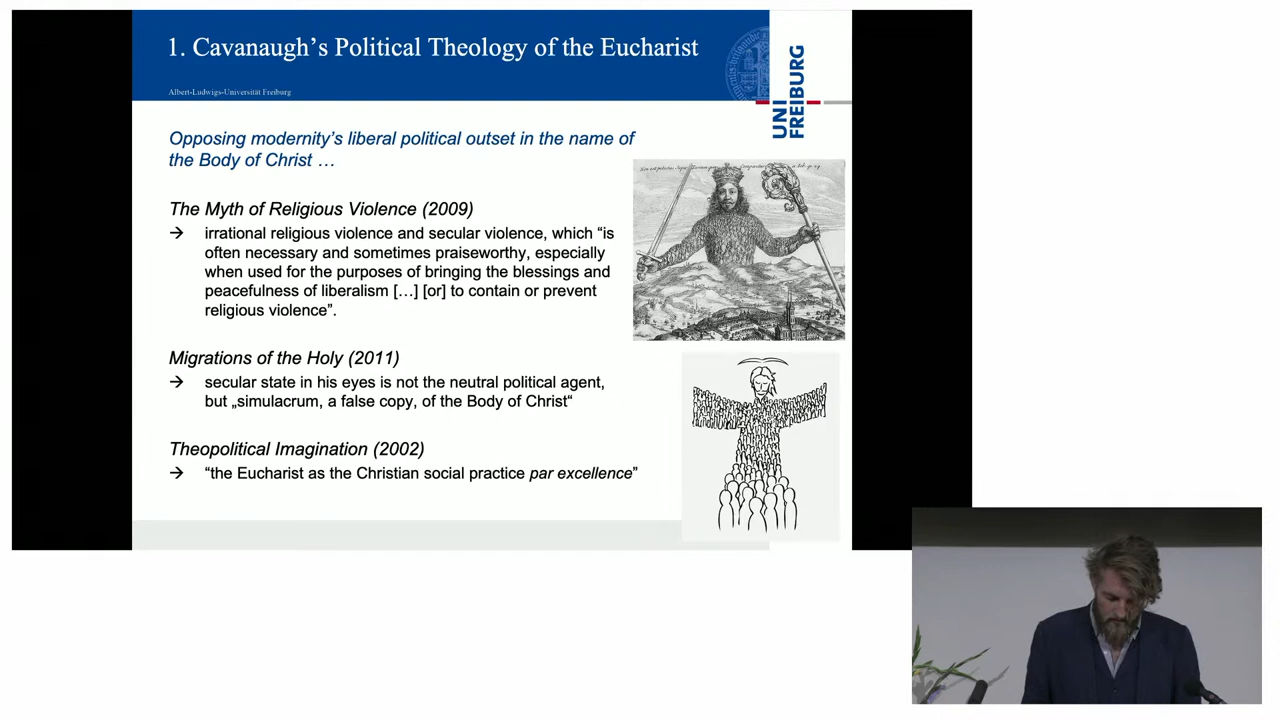 1. Cavanaugh’s Political Theology of the Eucharist
Albert-Ludwigs-Universität Freiburg
UNI
FREIBURG
Opposing modernity’s liberal political outset in the name of
the Body of Christ …
The Myth of Religious Violence (2009)
→ irrational religious violence and secular violence, which “is
often necessary and sometimes praiseworthy, especially
when used for the purposes of bringing the blessings and
peacefulness of liberalism […] [or] to contain or prevent
religious violence”.
Migrations of the Holy (2011)
→ secular state in his eyes is not the neutral political agent,
but „simulacrum, a false copy, of the Body of Christ“
Theopolitical Imagination (2002)
→ “the Eucharist as the Christian social practice par excellence”